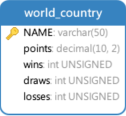 world_country
NAME: varchar(50)
points: decimal(10, 2)
wins: int UNSIGNED
draws: int UNSIGNED
losses: int UNSIGNED